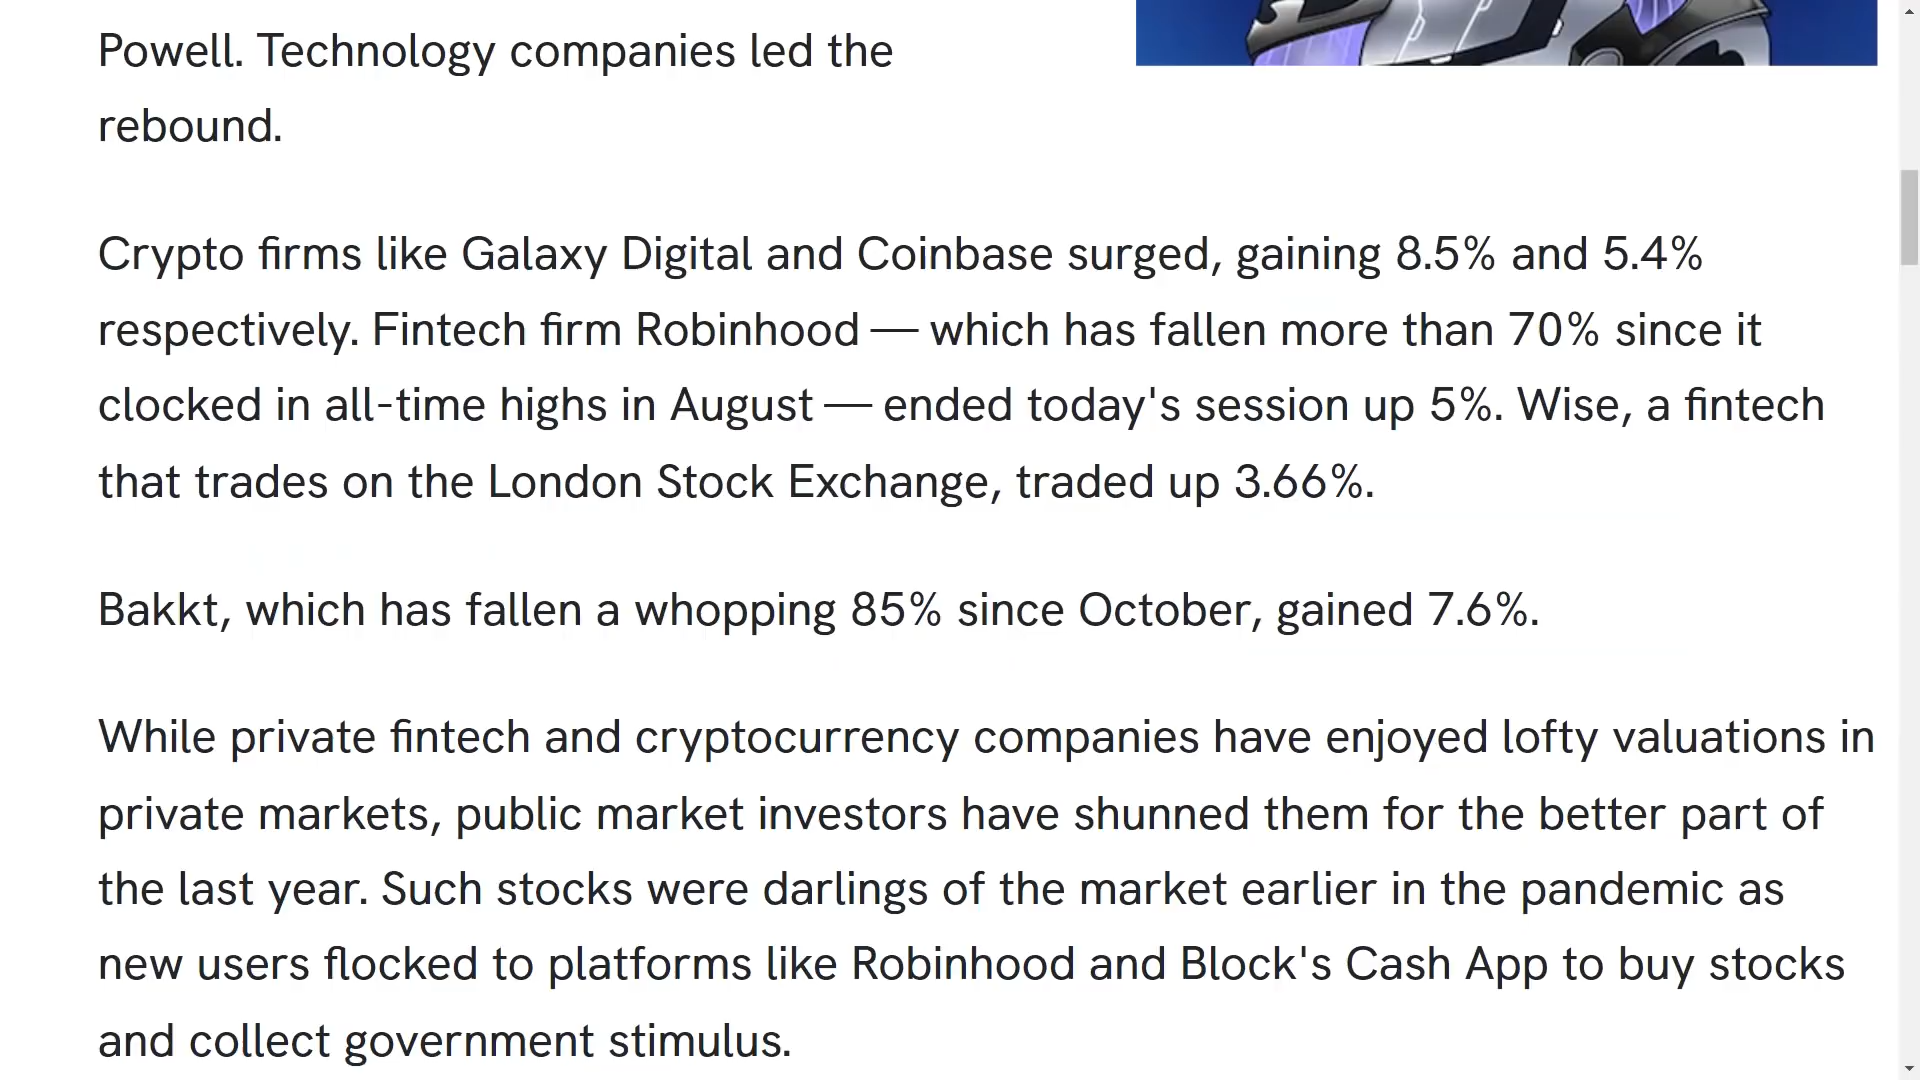 Powell. Technology companies led the
rebound.
Crypto firms like Galaxy Digital and Coinbase surged, gaining 8.5% and 5.4%
respectively. Fintech firm Robinhood — which has fallen more than 70% since it
clocked in all-time highs in August — ended today's session up 5%. Wise, a fintech
that trades on the London Stock Exchange, traded up 3.66%.
Bakkt, which has fallen a whopping 85% since October, gained 7.6%.
While private fintech and cryptocurrency companies have enjoyed lofty valuations in
private markets, public market investors have shunned them for the better part of
the last year. Such stocks were darlings of the market earlier in the pandemic as
new users flocked to platforms like Robinhood and Block's Cash App to buy stocks
and collect government stimulus.